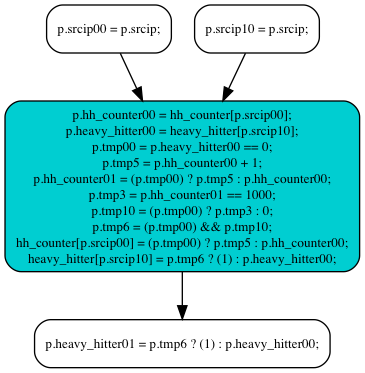 p.srcip00 = p.srcip;
p.srcip10 = p.srcip;
p.hh_counter00 = hh_counter[p.srcip00];
p.heavy_hitter00 = heavy_hitter[p.srcip10];
p.tmp00 = p.heavy_hitter00 == 0;
p.tmp5 = p.hh_counter00 + 1;
p.hh_counter01 = (p.tmp00) ? p.tmp5 : p.hh_counter00;
p.tmp3 = p.hh_counter01 == 1000;
p.tmp10 = (p.tmp00) ? p.tmp3 : 0;
p.tmp6 = (p.tmp00) && p.tmp10;
hh_counter[p.srcip00] = (p.tmp00) ? p.tmp5 : p.hh_counter00;
heavy_hitter[p.srcip10] = p.tmp6 ? (1) : p.heavy_hitter00;
p.heavy_hitter01 = p.tmp6 ? (1) : p.heavy_hitter00;